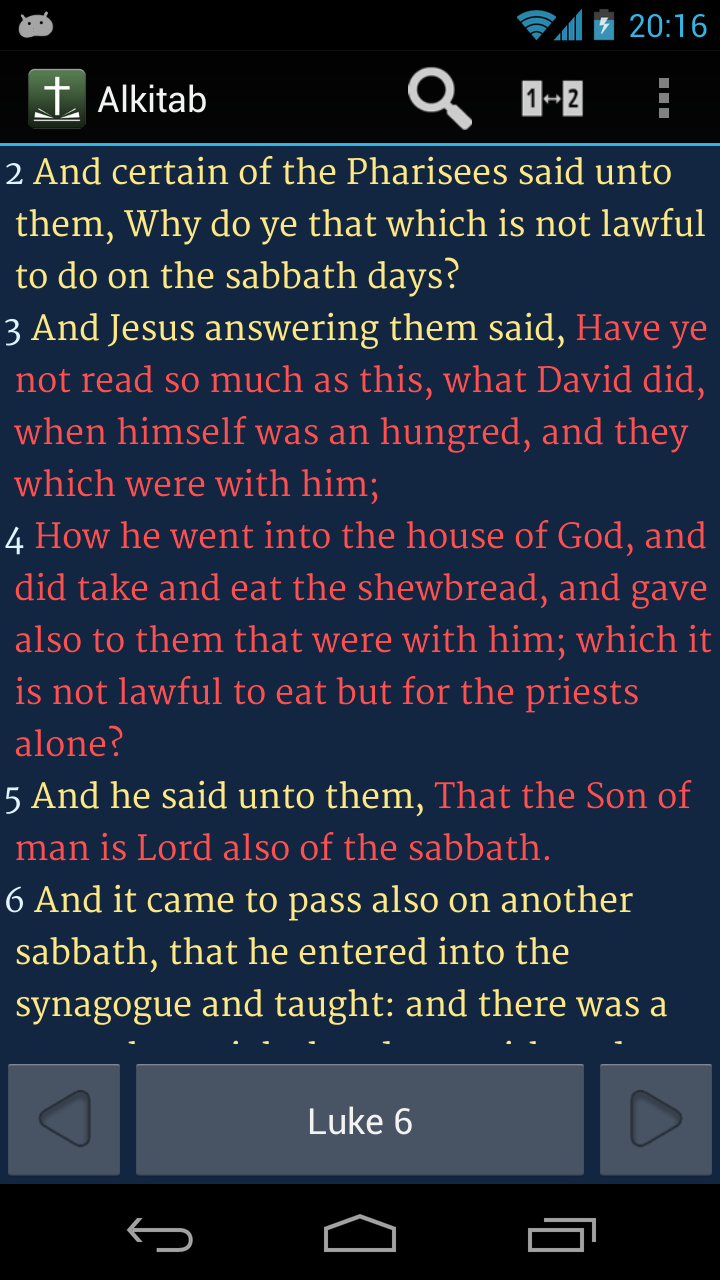 20:16
Alkitab
1↔2
2 And certain of the Pharisees said unto
them, Why do ye that which is not lawful
to do on the sabbath days?
3 And Jesus answering them said, Have ye
not read so much as this, what David did,
when himself was an hungred, and they
which were with him;
4 How he went into the house of God, and
did take and eat the shewbread, and gave
also to them that were with him; which it
is not lawful to eat but for the priests
alone?
5 And he said unto them, That the Son of
man is Lord also of the sabbath.
6 And it came to pass also on another
sabbath, that he entered into the
synagogue and taught: and there was a
Luke 6